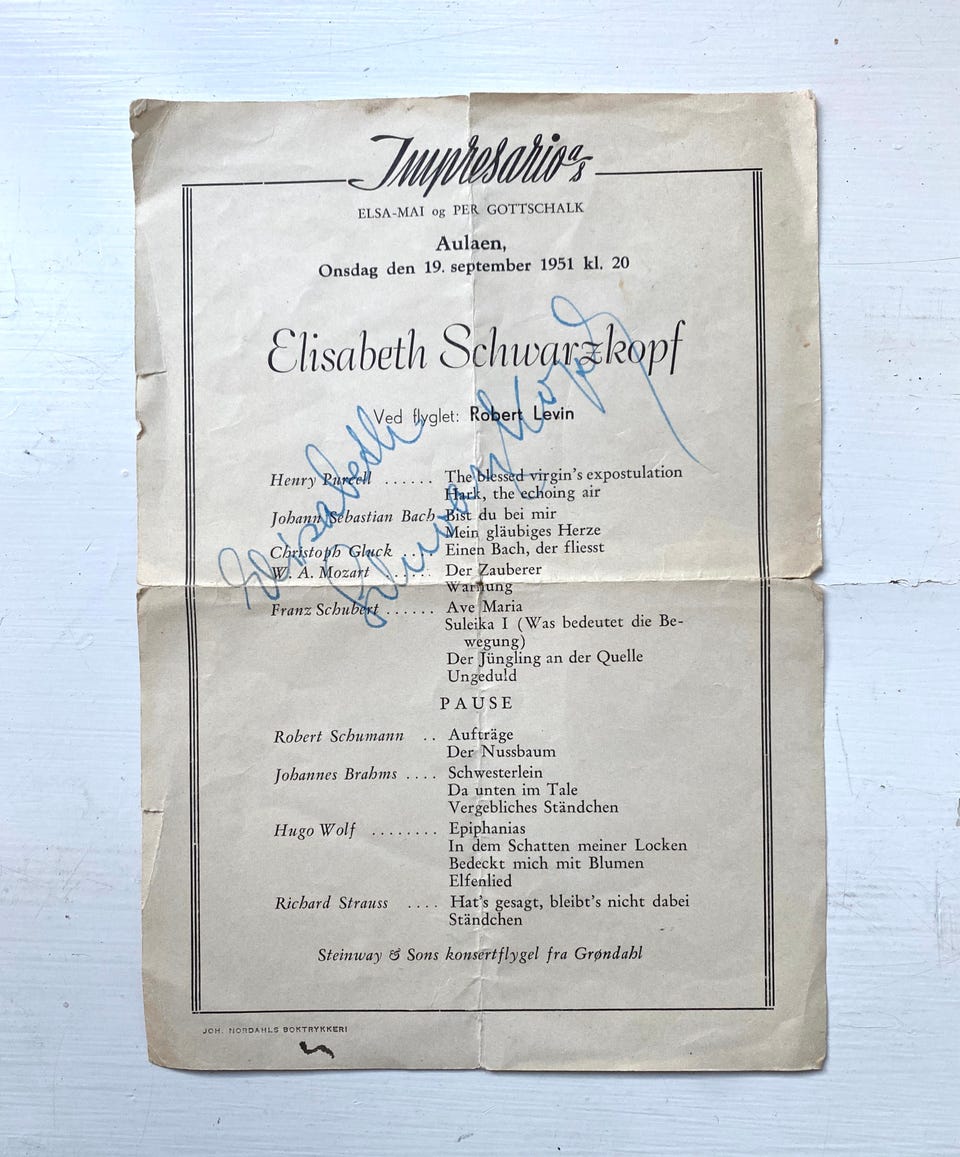 Impresario a/s
ELSA-MAI og PER GOTTSCHALK
Aulaen,
Onsdag den 19. september 1951 kl. 20
Elisabeth Schwarzkopf
Ved flyglet: Robert Levin
Elisabeth
Schwarzkopf
Henry Purcell ...... The blessed virgin's expostulation
Hark, the echoing air
Johann Sebastian Bach Bist du bei mir
Mein gläubiges Herze
Christoph Gluck .... Einen Bach, der fliesst
W. A. Mozart ...... Der Zauberer
Warnung
Franz Schubert ...... Ave Maria
Suleika I (Was bedeutet die Be-
wegung)
Der Jüngling an der Quelle
Ungeduld
PAUSE
Robert Schumann .. Aufträge
Der Nussbaum
Johannes Brahms .... Schwesterlein
Da unten im Tale
Vergebliches Ständchen
Hugo Wolf ........ Epiphanias
In dem Schatten meiner Locken
Bedeckt mich mit Blumen
Elfenlied
Richard Strauss .... Hat's gesagt, bleibt's nicht dabei
Ständchen
Steinway & Sons konsertflygel fra Grøndahl
JOH. NORDAHLS BOKTRYKKERI